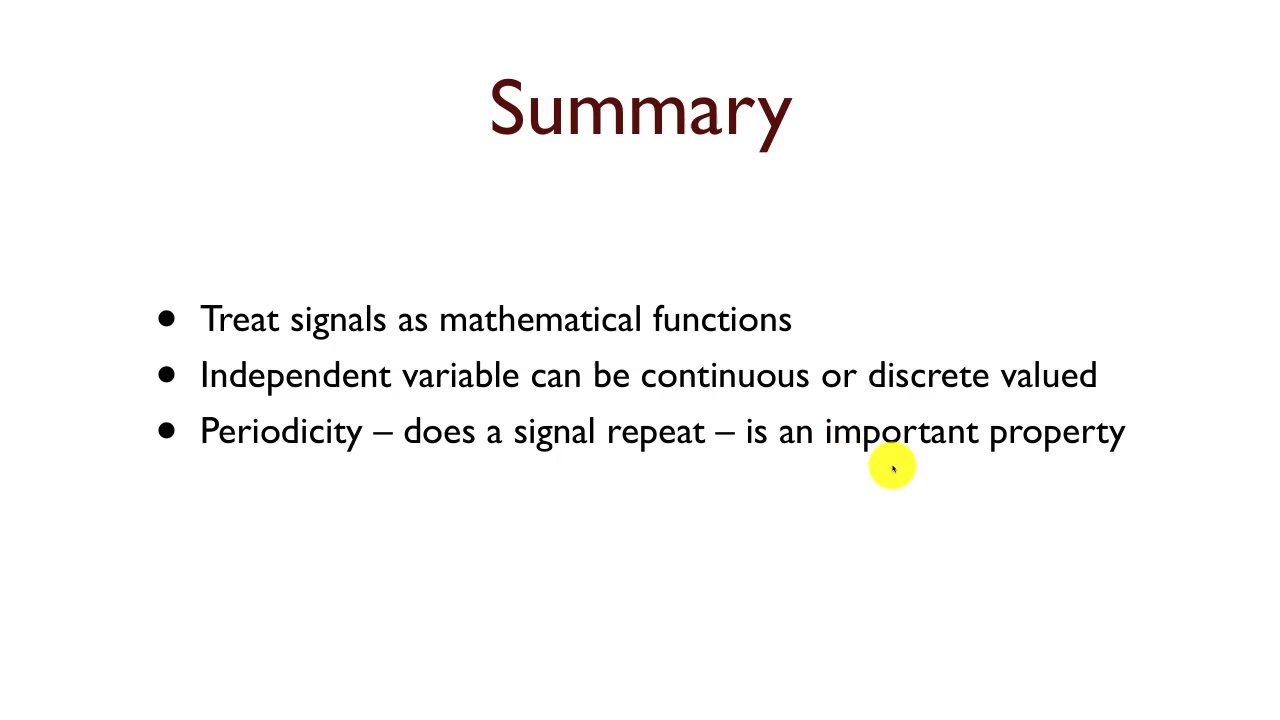 Summary
• Treat signals as mathematical functions
• Independent variable can be continuous or discrete valued
• Periodicity – does a signal repeat – is an important property